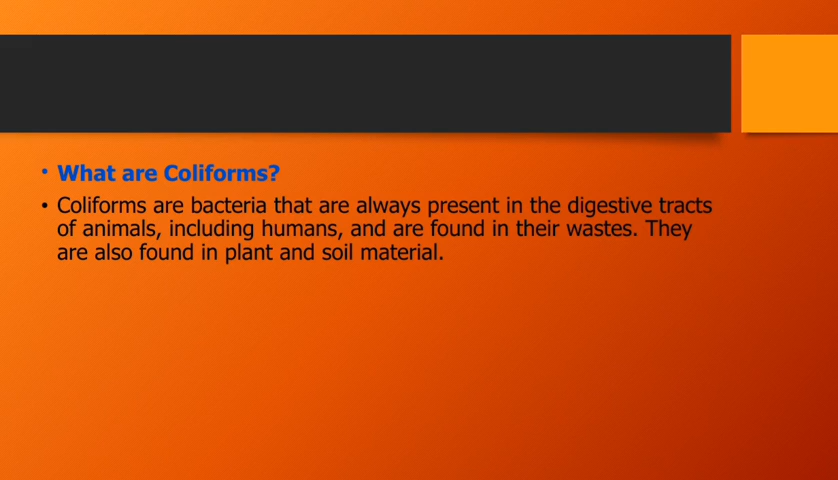 • What are Coliforms?
• Coliforms are bacteria that are always present in the digestive tracts
of animals, including humans, and are found in their wastes. They
are also found in plant and soil material.